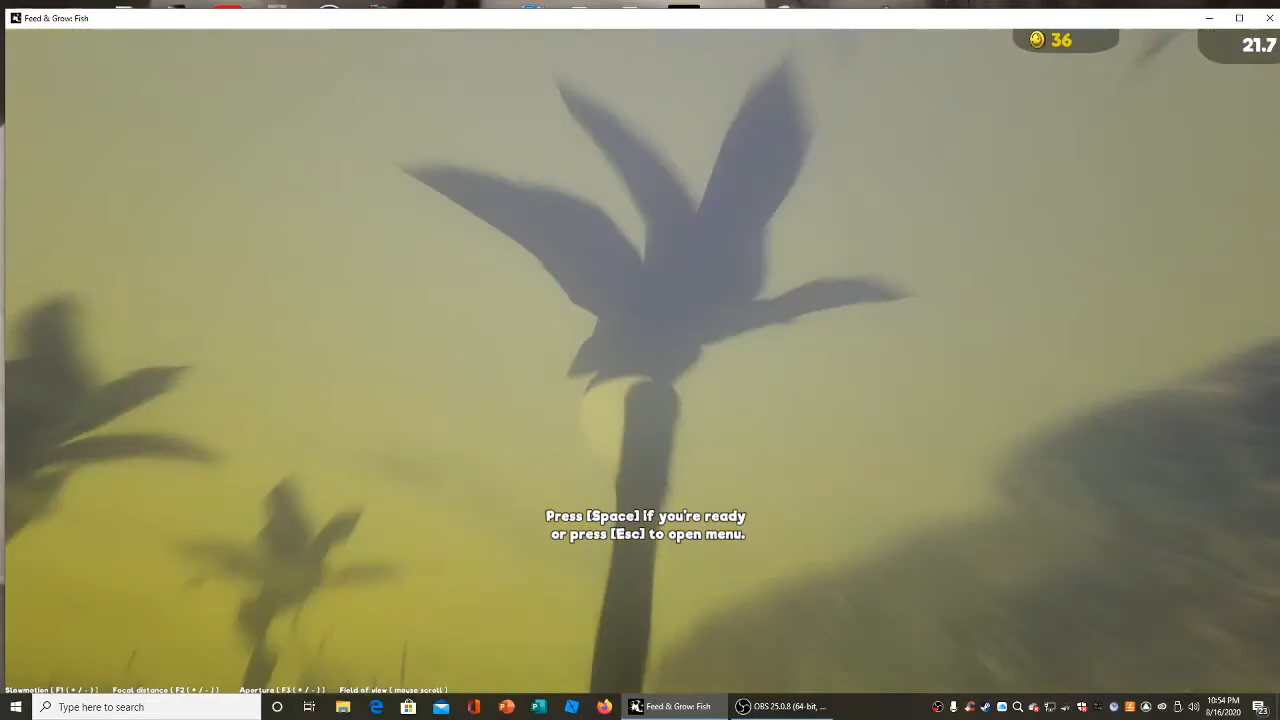 Feed & Grow: Fish
36
21.7
Press [Space] if you're ready
or press [Esc] to open menu.
Slowmotion [ F1 ( + / - ) ] Focal distance [ F2 ( + / - ) ] Aperture [ F3 ( + / - ) ] Field of view [ mouse scroll ]
Type here to search
Feed & Grow: Fish
OBS 25.0.8 (64-bit, ...
10:54 PM
8/16/2020